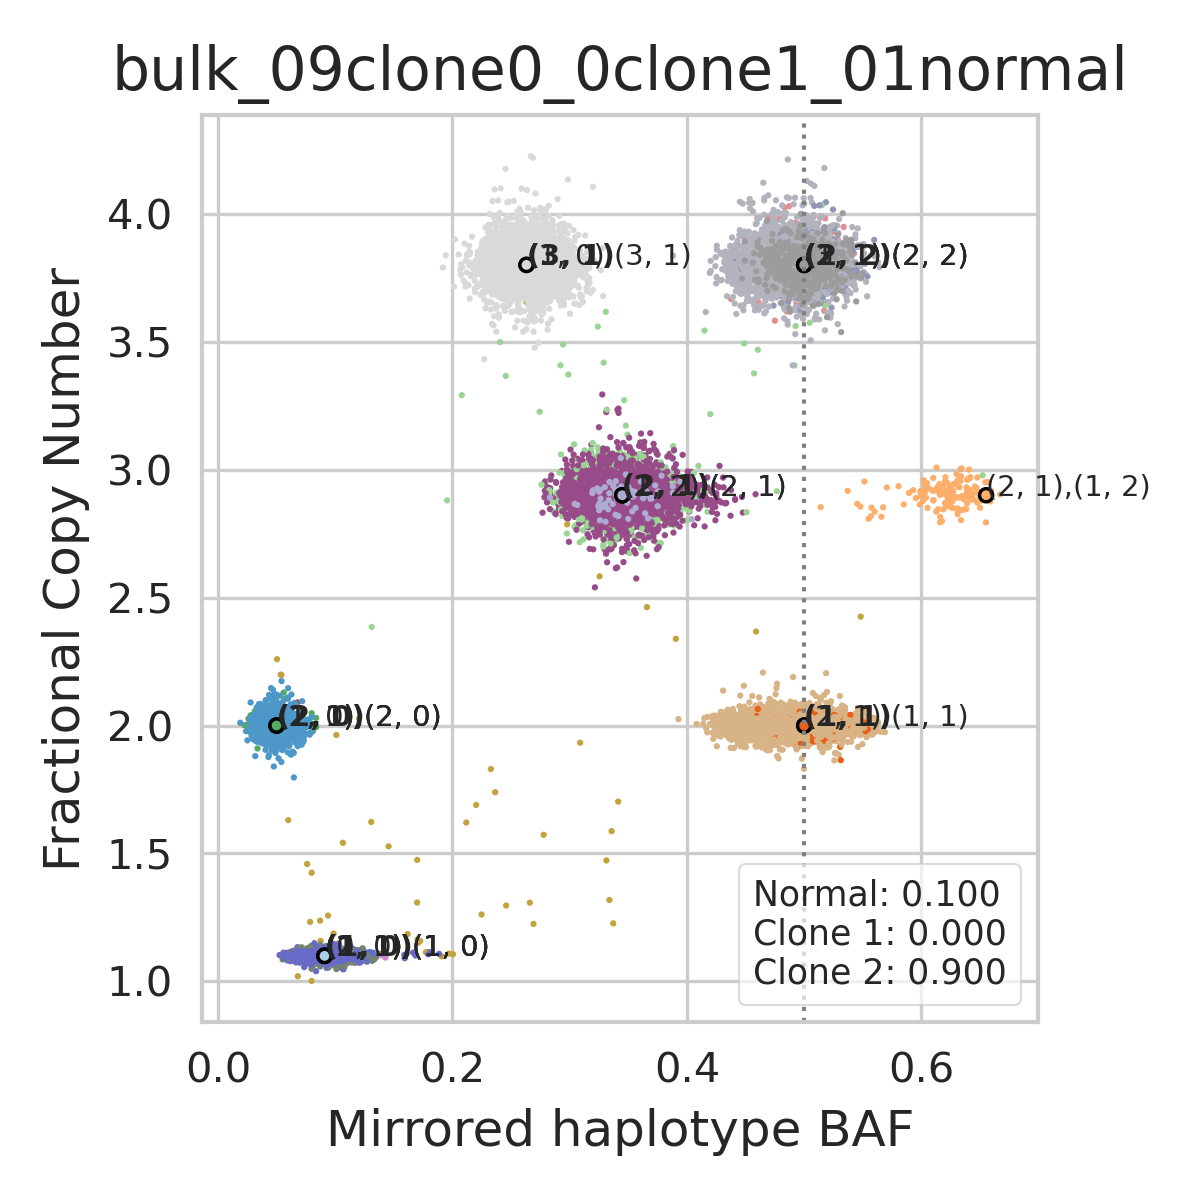 bulk_09clone0_0clone1_01normal
4.0
3.5
3.0
2.5
2.0
1.5
1.0
Fractional Copy Number
(3, 1)
(2, 2)
(2, 1)
(2, 1),(1, 2)
(2, 0)
(1, 1)
(1, 0)
Normal: 0.100
Clone 1: 0.000
Clone 2: 0.900
0.0 0.2 0.4 0.6
Mirrored haplotype BAF